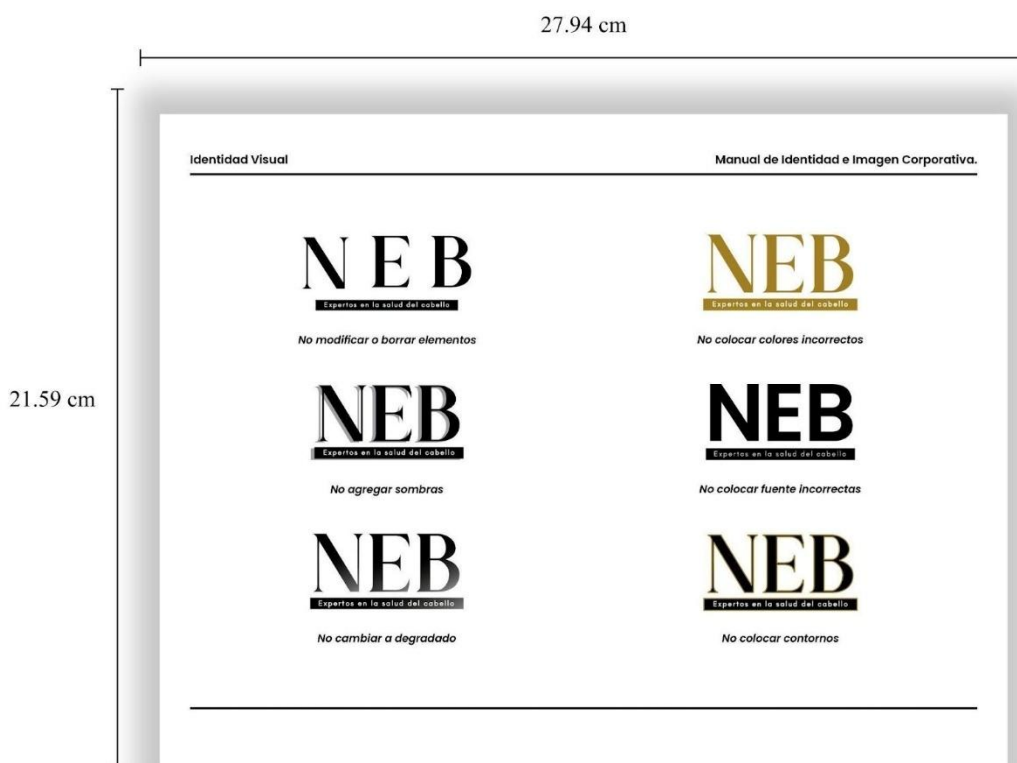 27.94 cm
21.59 cm
Identidad Visual
Manual de Identidad e Imagen Corporativa.
N E B
Expertos en la salud del cabello
No modificar o borrar elementos
NEB
Expertos en la salud del cabello
No colocar colores incorrectos
NEB
Expertos en la salud del cabello
No agregar sombras
NEB
Expertos en la salud del cabello
No colocar fuente incorrectas
NEB
Expertos en la salud del cabello
No cambiar a degradado
NEB
Expertos en la salud del cabello
No colocar contornos